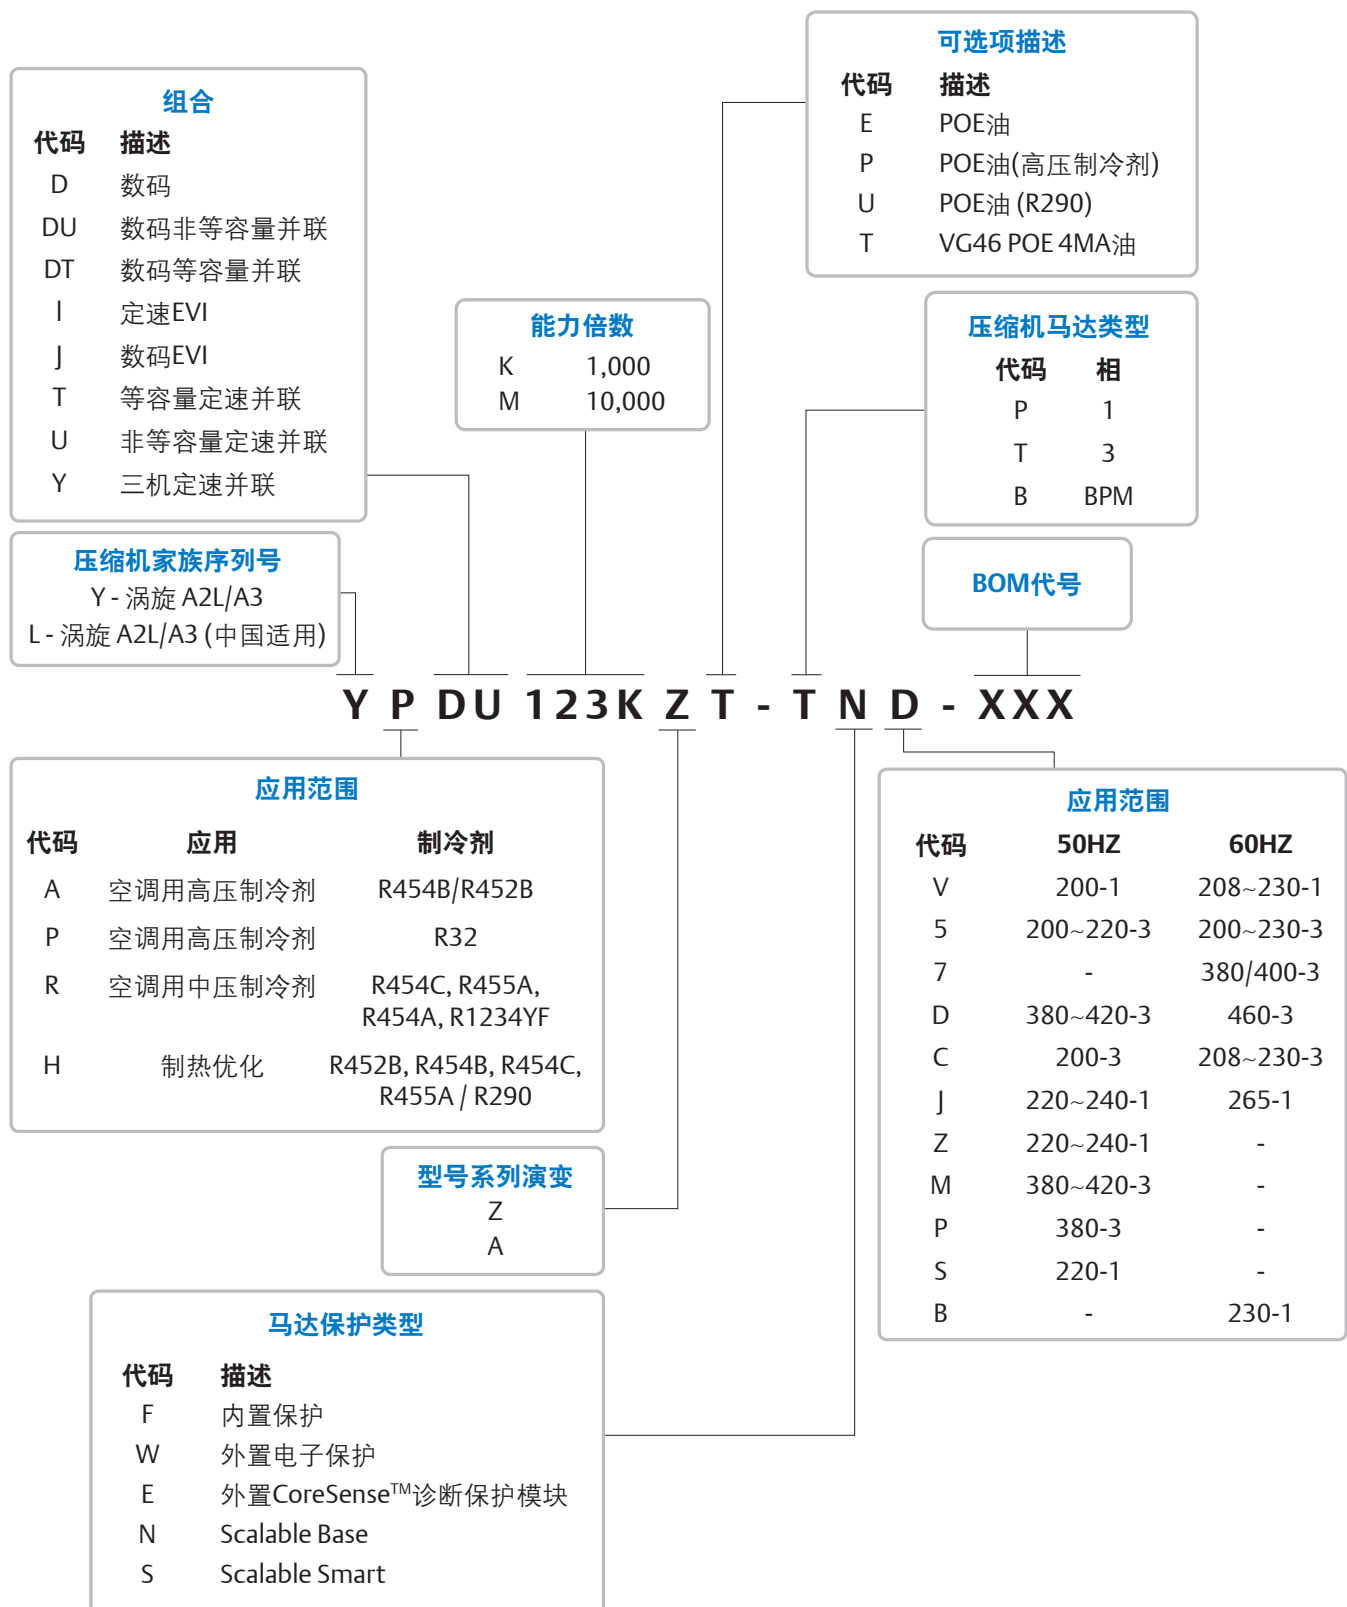 可选项描述
代码 描述
E POE油
P POE油(高压制冷剂)
U POE油 (R290)
T VG46 POE 4MA油
组合
代码 描述
D 数码
DU 数码非等容量并联
DT 数码等容量并联
I 定速EVI
J 数码EVI
T 等容量定速并联
U 非等容量定速并联
Y 三机定速并联
能力倍数
K 1,000
M 10,000
压缩机马达类型
代码 相
P 1
T 3
B BPM
压缩机家族序列号
Y - 涡旋 A2L/A3
L - 涡旋 A2L/A3 (中国适用)
BOM代号
Y P DU 123K Z T - T N D - XXX
应用范围
代码 应用 制冷剂
A 空调用高压制冷剂 R454B/R452B
P 空调用高压制冷剂 R32
R 空调用中压制冷剂 R454C, R455A,
R454A, R1234YF
H 制热优化 R452B, R454B, R454C,
R455A / R290
应用范围
代码 50HZ 60HZ
V 200-1 208~230-1
5 200~220-3 200~230-3
7 - 380/400-3
D 380~420-3 460-3
C 200-3 208~230-3
J 220~240-1 265-1
Z 220~240-1 -
M 380~420-3 -
P 380-3 -
S 220-1 -
B - 230-1
型号系列演变
Z
A
马达保护类型
代码 描述
F 内置保护
W 外置电子保护
E 外置CoreSense™诊断保护模块
N Scalable Base
S Scalable Smart